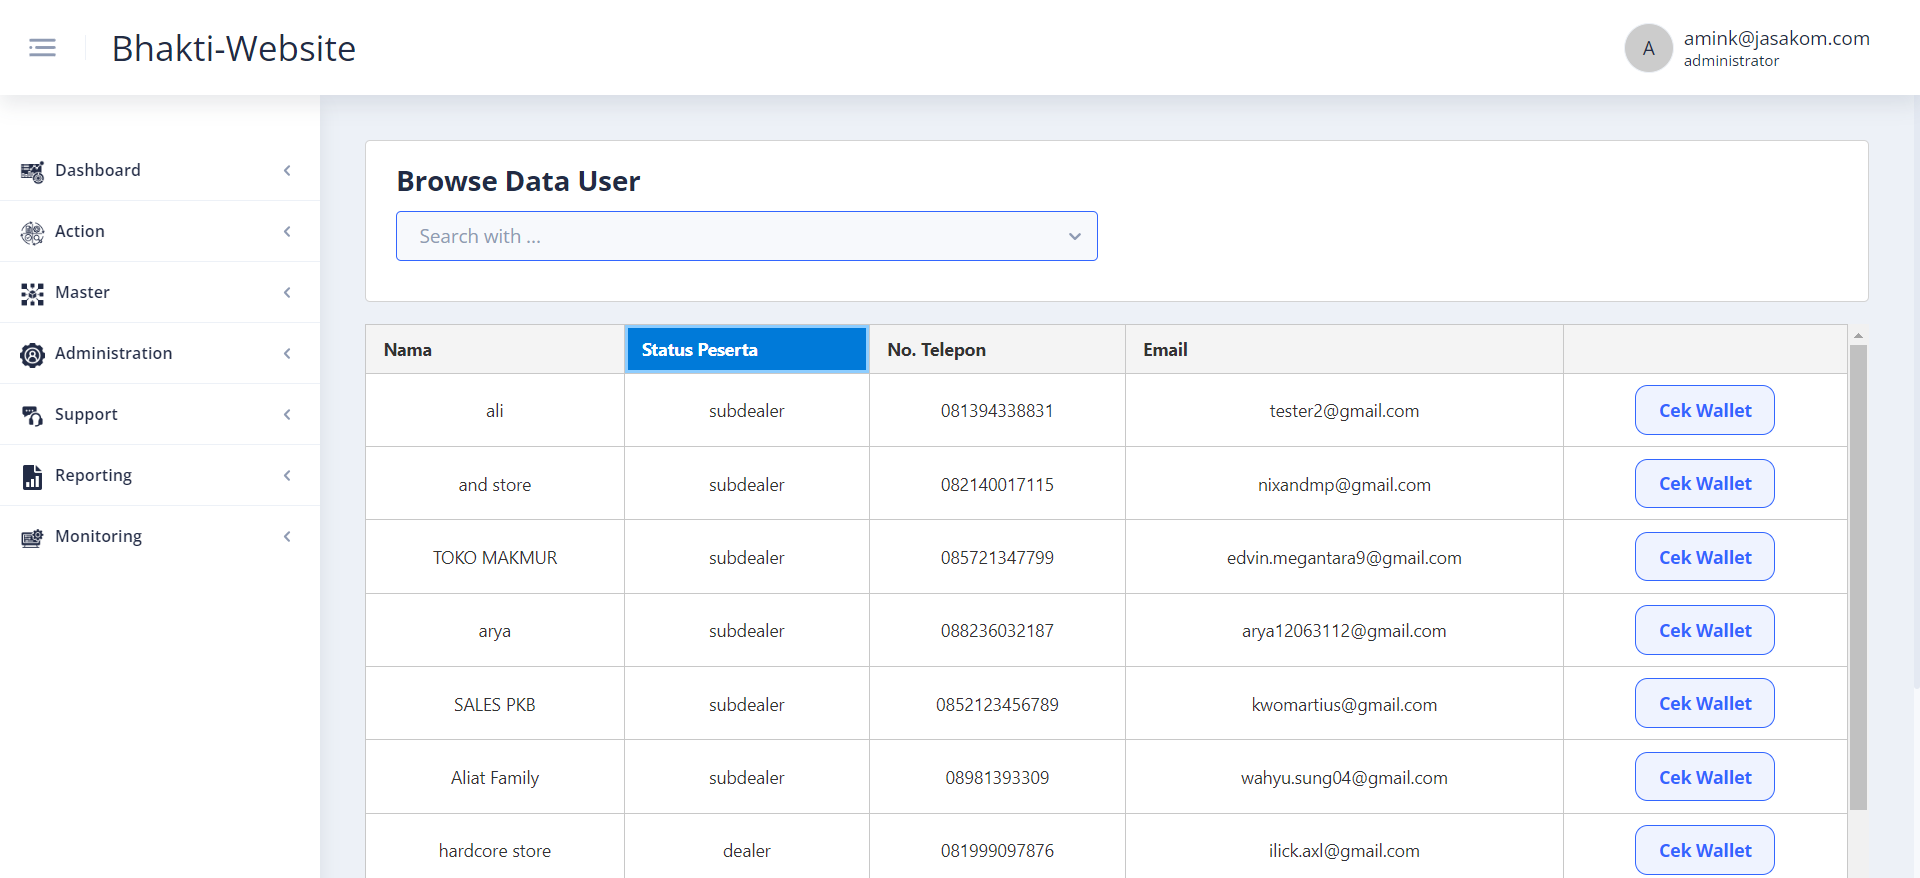 Bhakti-Website
A
amink@jasakom.com
administrator
Dashboard
Action
Master
Administration
Support
Reporting
Monitoring
Browse Data User
Search with ...
Nama Status Peserta No. Telepon Email
ali subdealer 081394338831 tester2@gmail.com Cek Wallet
and store subdealer 082140017115 nixandmp@gmail.com Cek Wallet
TOKO MAKMUR subdealer 085721347799 edvin.megantara9@gmail.com Cek Wallet
arya subdealer 088236032187 arya12063112@gmail.com Cek Wallet
SALES PKB subdealer 0852123456789 kwomartius@gmail.com Cek Wallet
Aliat Family subdealer 08981393309 wahyu.sung04@gmail.com Cek Wallet
hardcore store dealer 081999097876 ilick.axl@gmail.com Cek Wallet